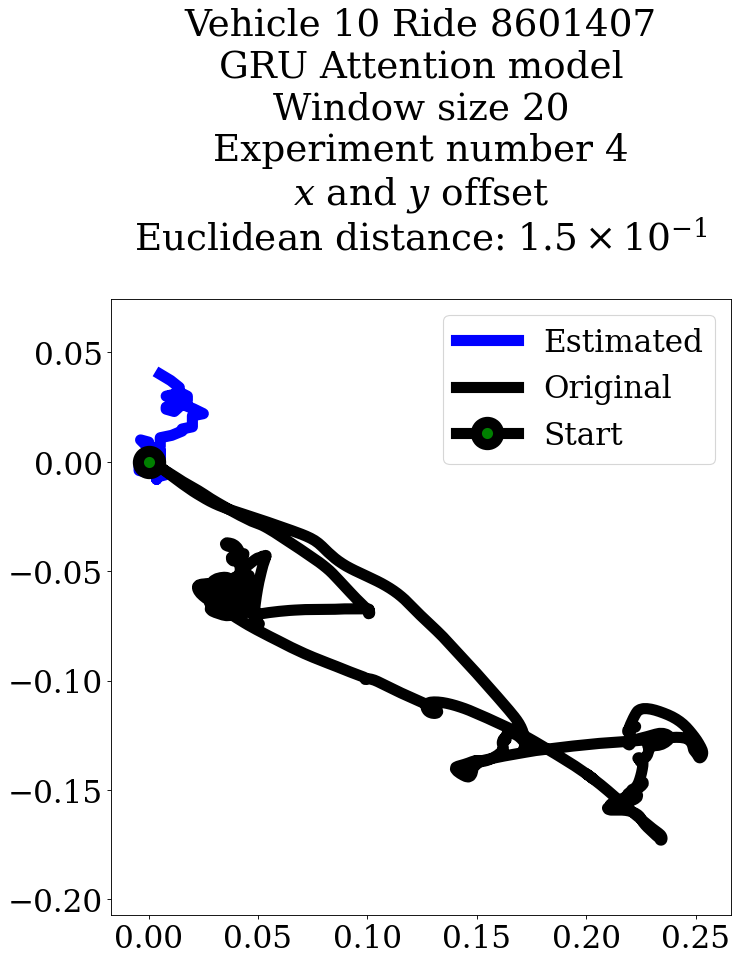 Vehicle 10 Ride 8601407
GRU Attention model
Window size 20
Experiment number 4
x and y offset
Euclidean distance: 1.5 × 10⁻¹
Estimated
Original
Start
0.05
0.00
−0.05
−0.10
−0.15
−0.20
0.00 0.05 0.10 0.15 0.20 0.25